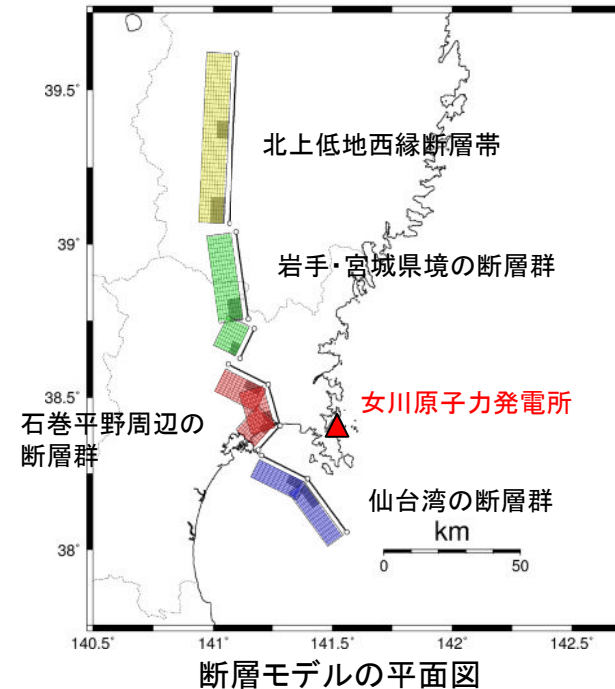 39.5˚
北上低地西縁断層帯
39˚
岩手・宮城県境の断層群
38.5˚
女川原子力発電所
石巻平野周辺の
断層群
仙台湾の断層群
km
38˚
0
50
140.5˚
141˚
141.5˚
142˚
142.5˚
断層モデルの平面図